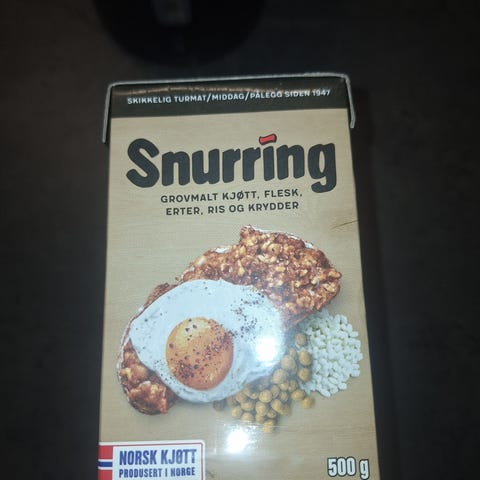 SKIKKELIG TURMAT/MIDDAG/PÅLEGG SIDEN 1947
Snurring
GROVMALT KJØTT, FLESK,
ERTER, RIS OG KRYDDER
NORSK KJØTT
PRODUSERT I NORGE
500 g